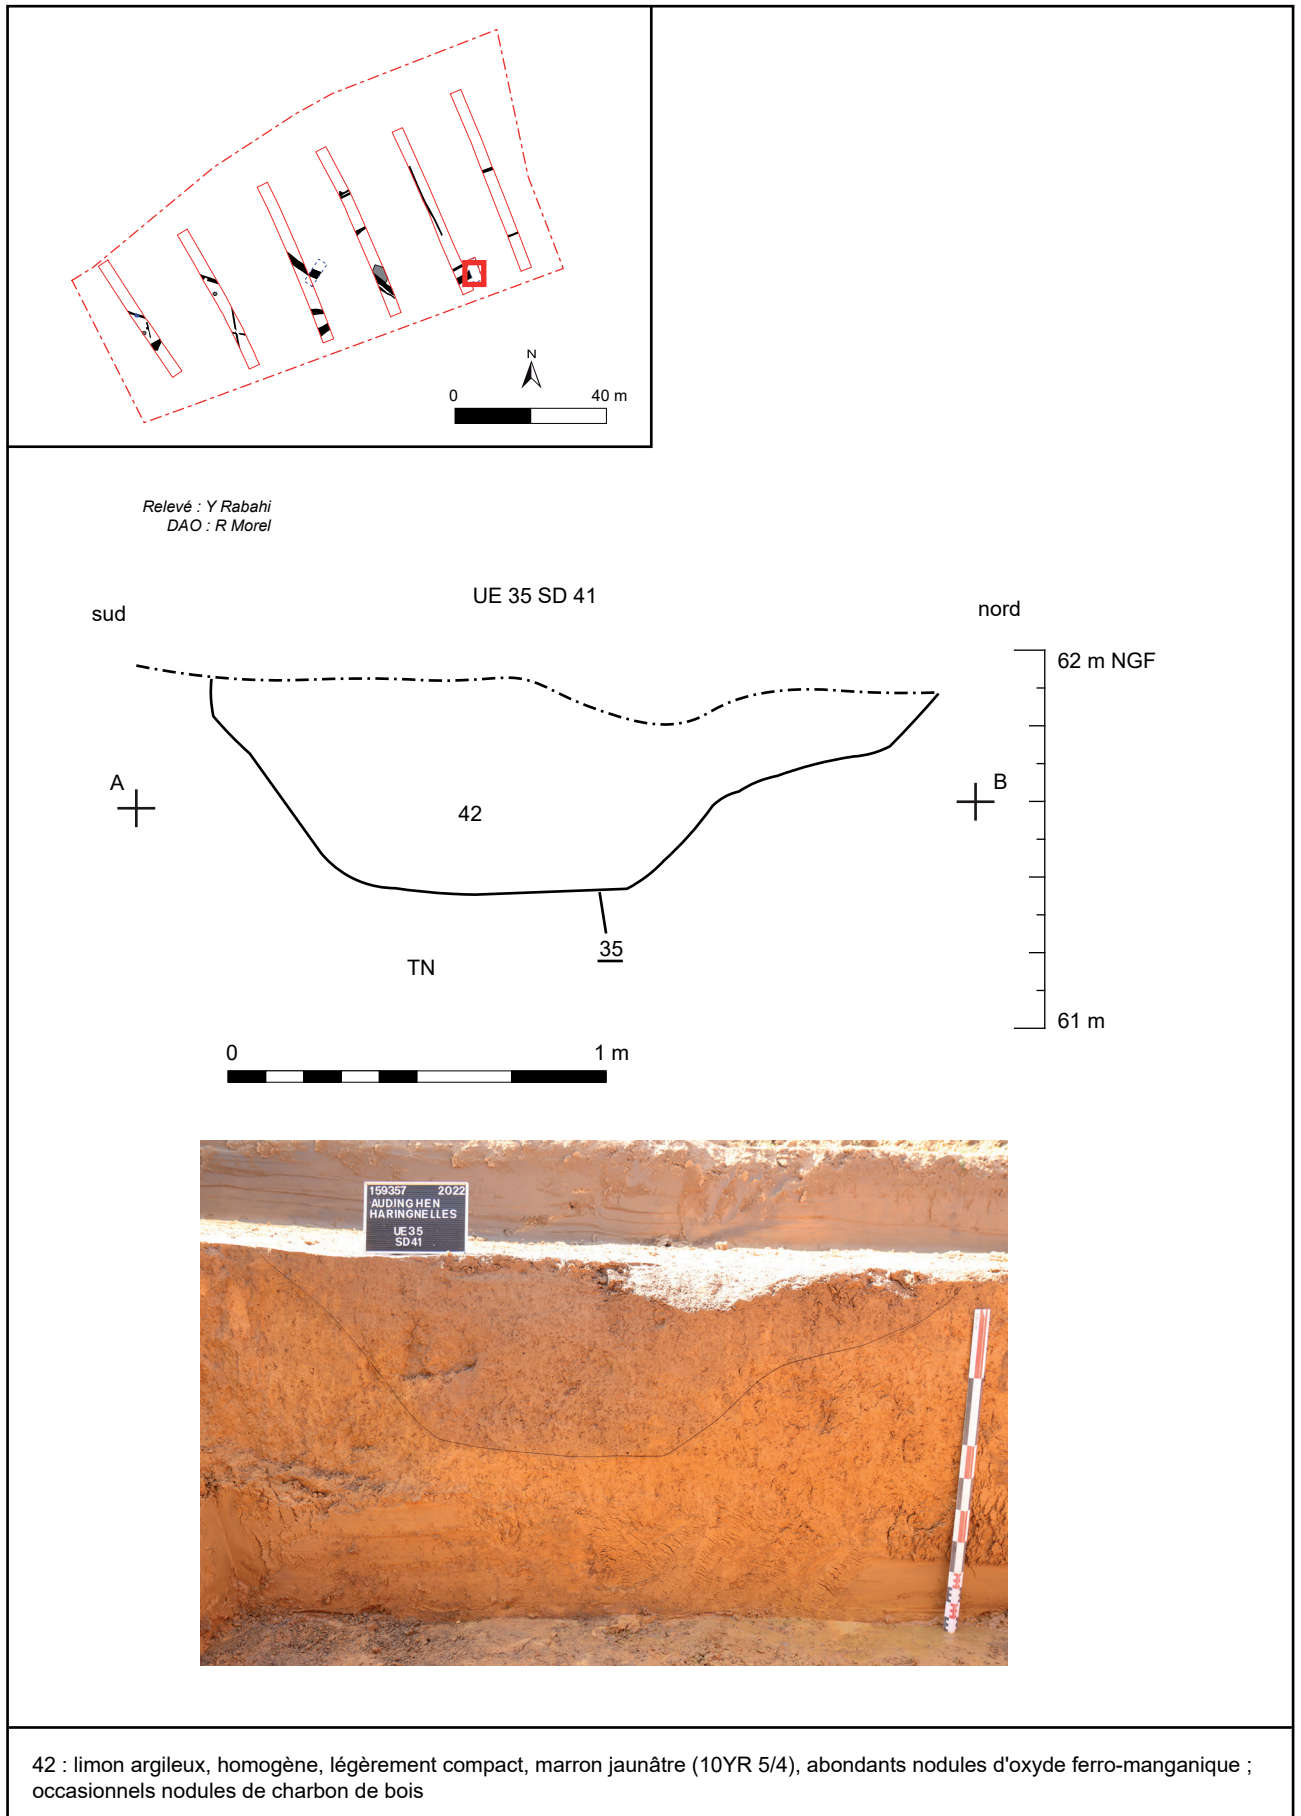 N
0 40 m
Relevé : Y Rabahi
DAO : R Morel
UE 35 SD 41
sud
nord
62 m NGF
A
B
42
35
TN
61 m
0 1 m
159357 2022
AUDINGHEN
HARINGNELLES
UE35
SD41
42 : limon argileux, homogène, légèrement compact, marron jaunâtre (10YR 5/4), abondants nodules d'oxyde ferro-manganique ;
occasionnels nodules de charbon de bois